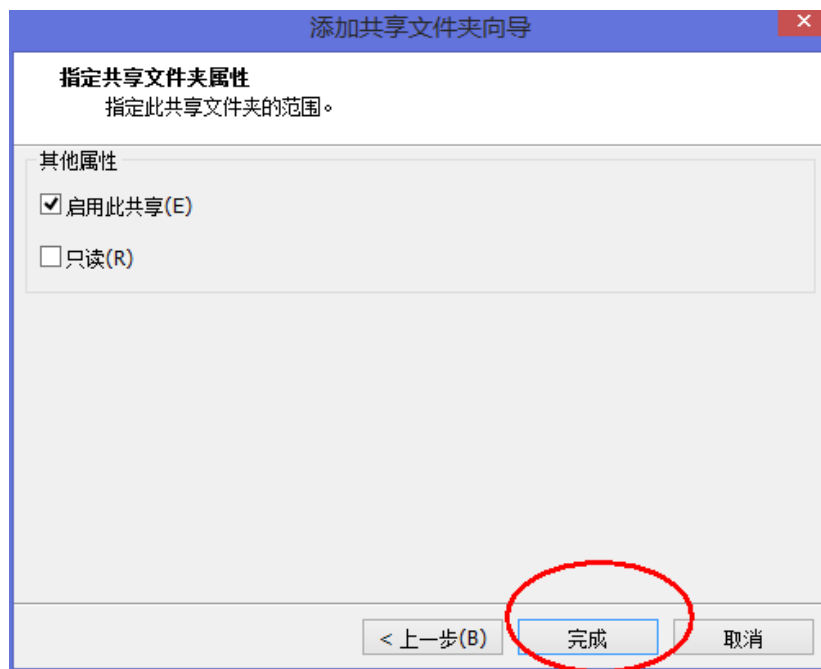 添加共享文件夹向导
指定共享文件夹属性
指定此共享文件夹的范围。
其他属性
启用此共享(E)
只读(R)
< 上一步(B)
完成
取消